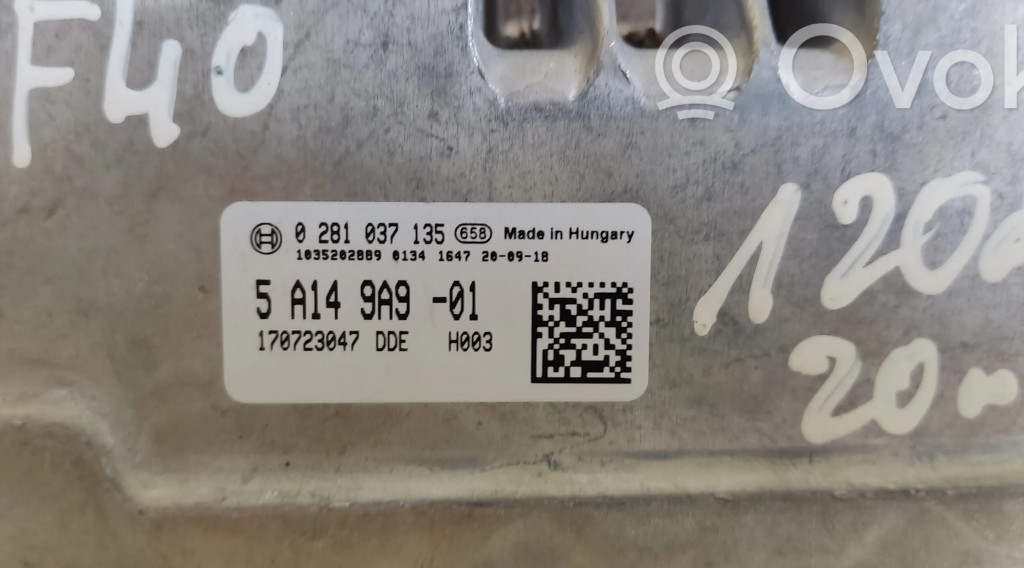 F40
Ovok
0 281 037 135 658 Made in Hungary
1035202889 0134 1647 20-09-18
5 A14 9A9 -01
170723047 DDE H003
120d
20